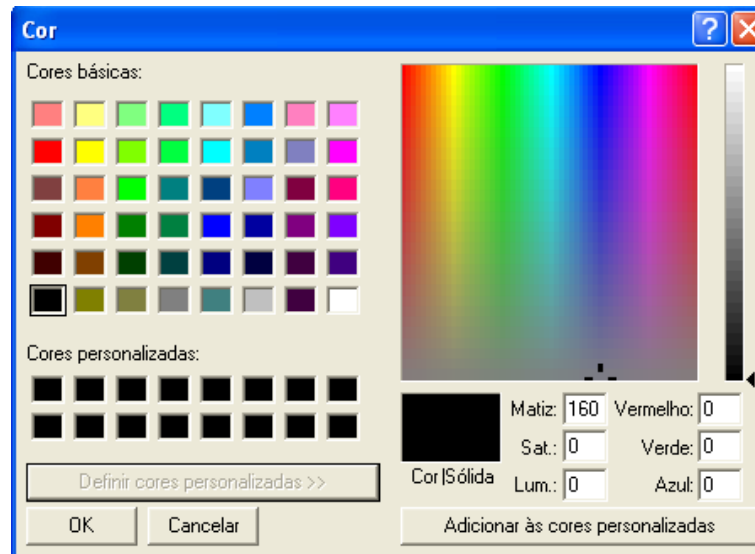 Cor
Cores básicas:
Cores personalizadas:
Definir cores personalizadas >>
OK
Cancelar
Cor|Sólida
Matiz: 160
Sat.: 0
Lum.: 0
Vermelho: 0
Verde: 0
Azul: 0
Adicionar às cores personalizadas